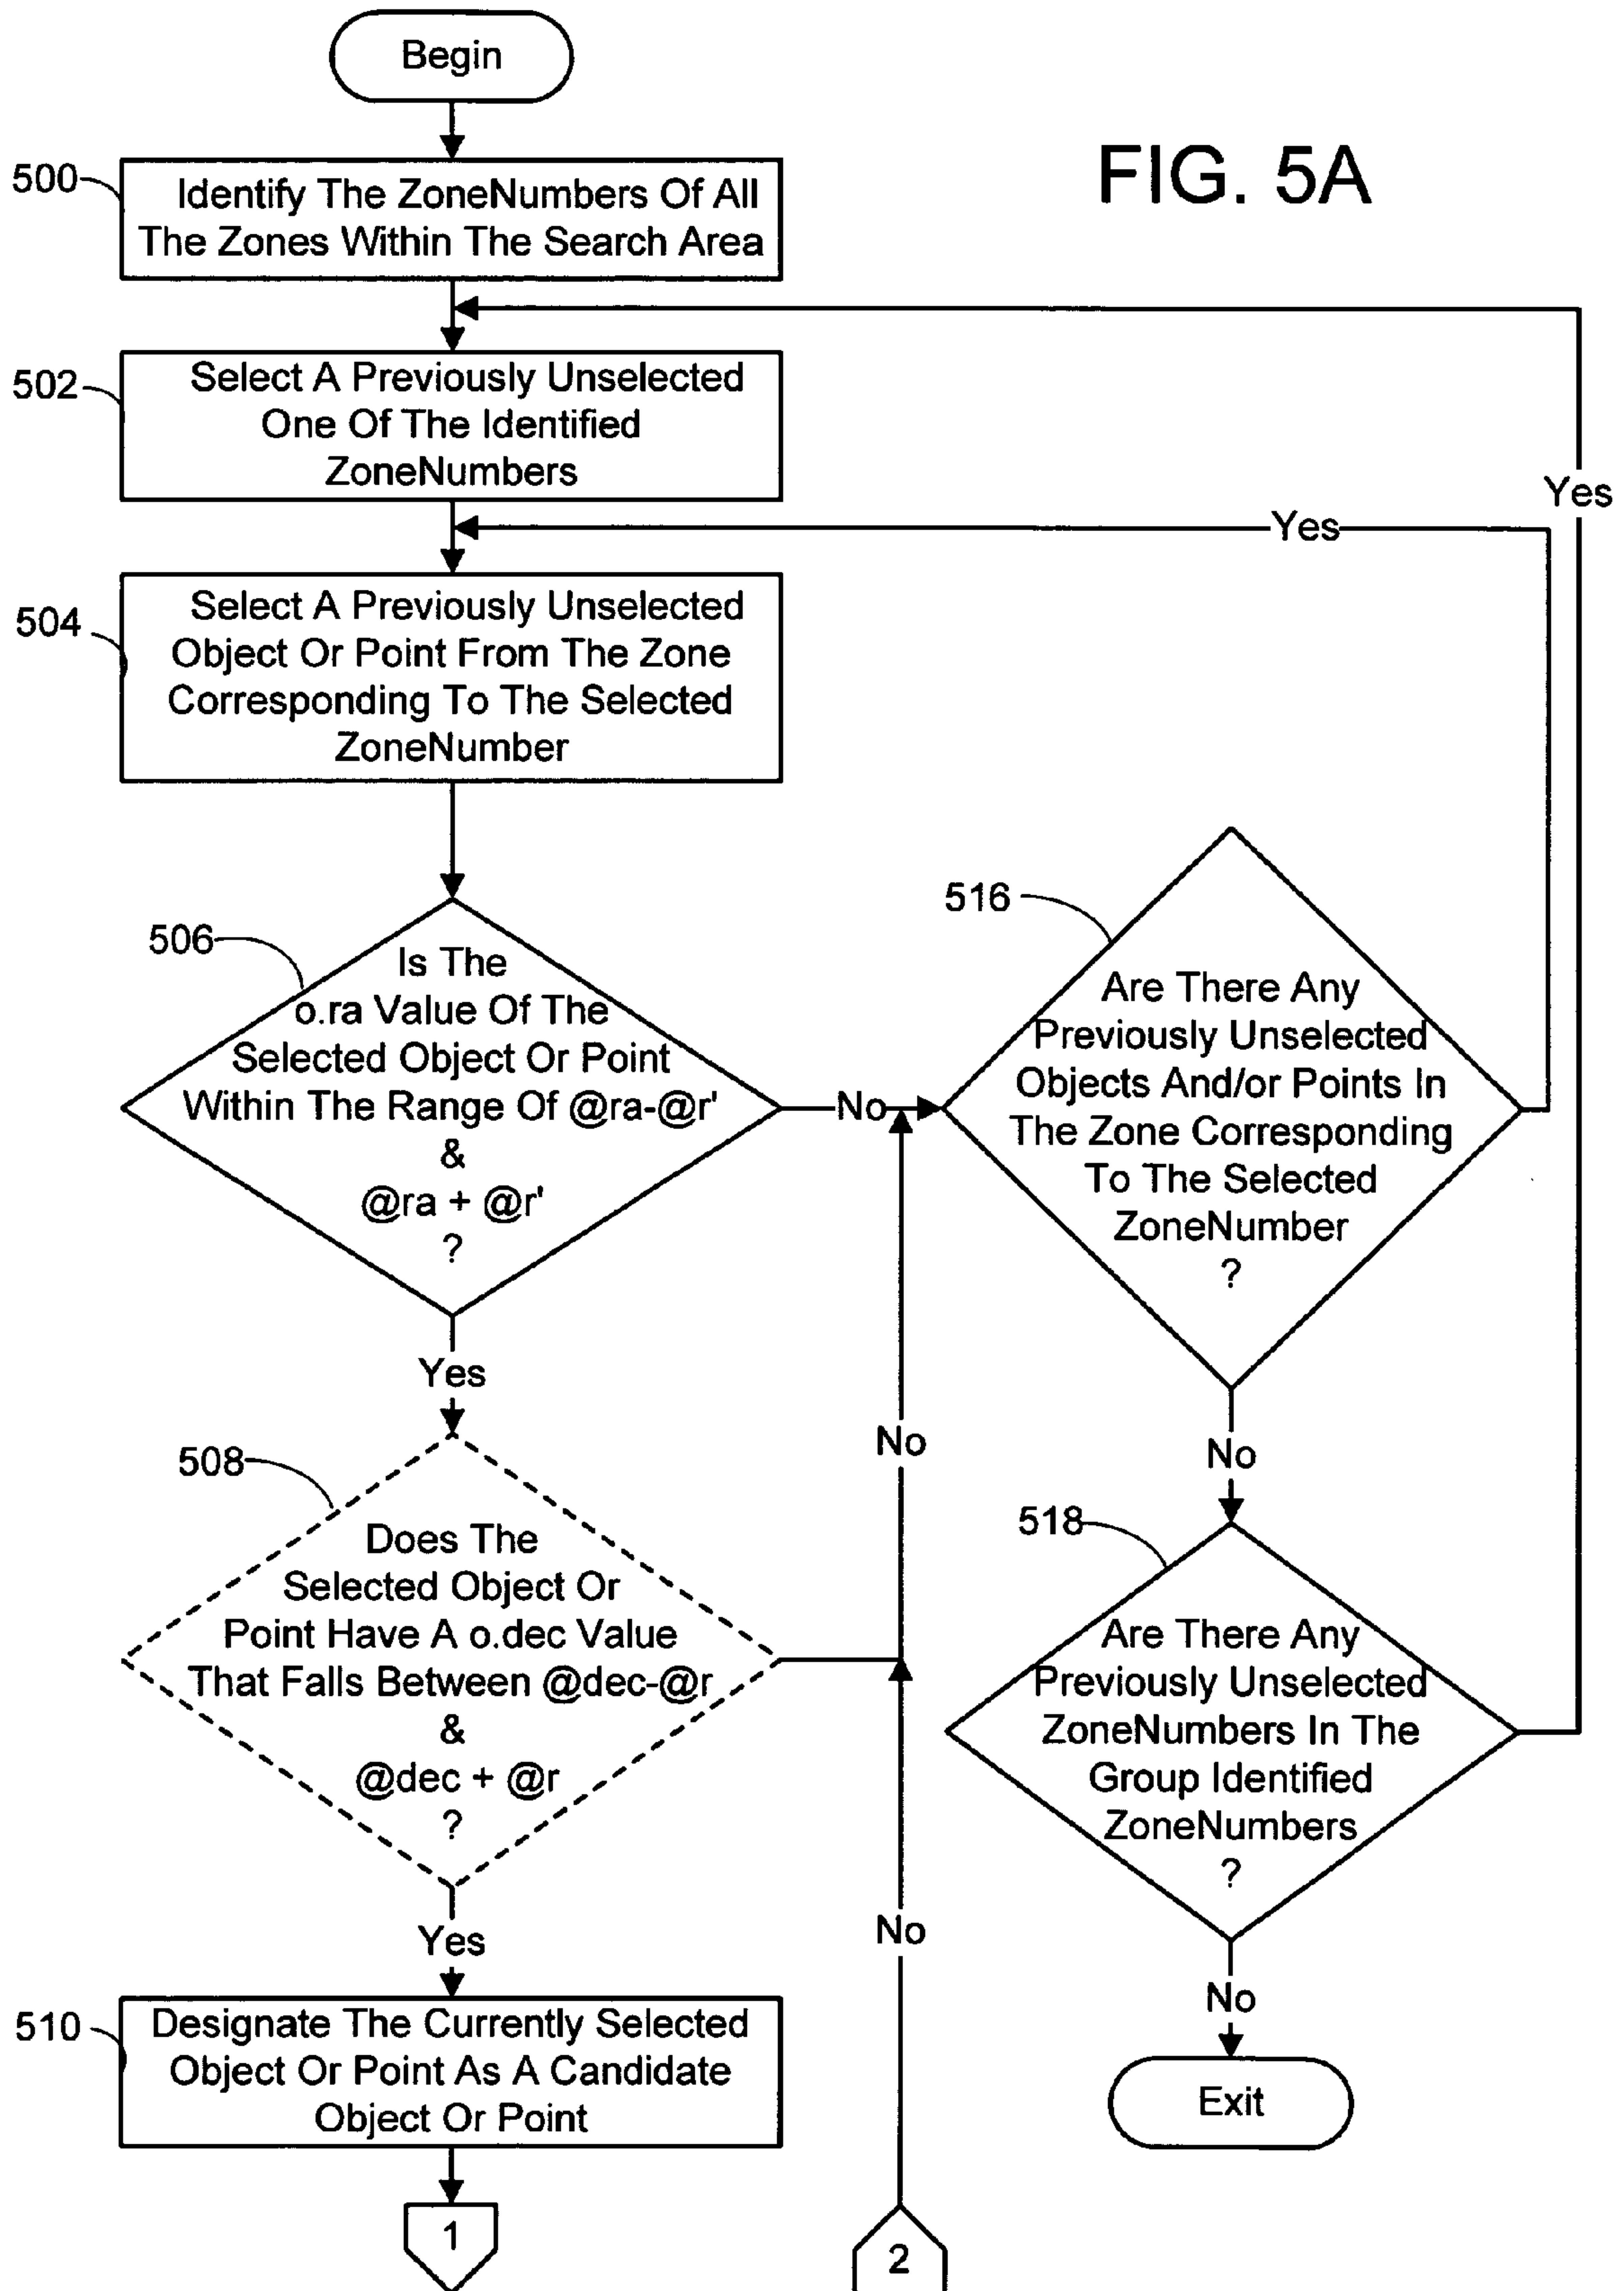 Begin
FIG. 5A
500
Identify The ZoneNumbers Of All
The Zones Within The Search Area
502
Select A Previously Unselected
One Of The Identified
ZoneNumbers
Yes
Yes
504
Select A Previously Unselected
Object Or Point From The Zone
Corresponding To The Selected
ZoneNumber
506
Is The
o.ra Value Of The
Selected Object Or Point
Within The Range Of @ra-@r'
&
@ra + @r'
?
No
516
Are There Any
Previously Unselected
Objects And/or Points In
The Zone Corresponding
To The Selected
ZoneNumber
?
Yes
No
No
508
Does The
Selected Object Or
Point Have A o.dec Value
That Falls Between @dec-@r
&
@dec + @r
?
518
Are There Any
Previously Unselected
ZoneNumbers In The
Group Identified
ZoneNumbers
?
Yes
No
No
510
Designate The Currently Selected
Object Or Point As A Candidate
Object Or Point
Exit
1
2